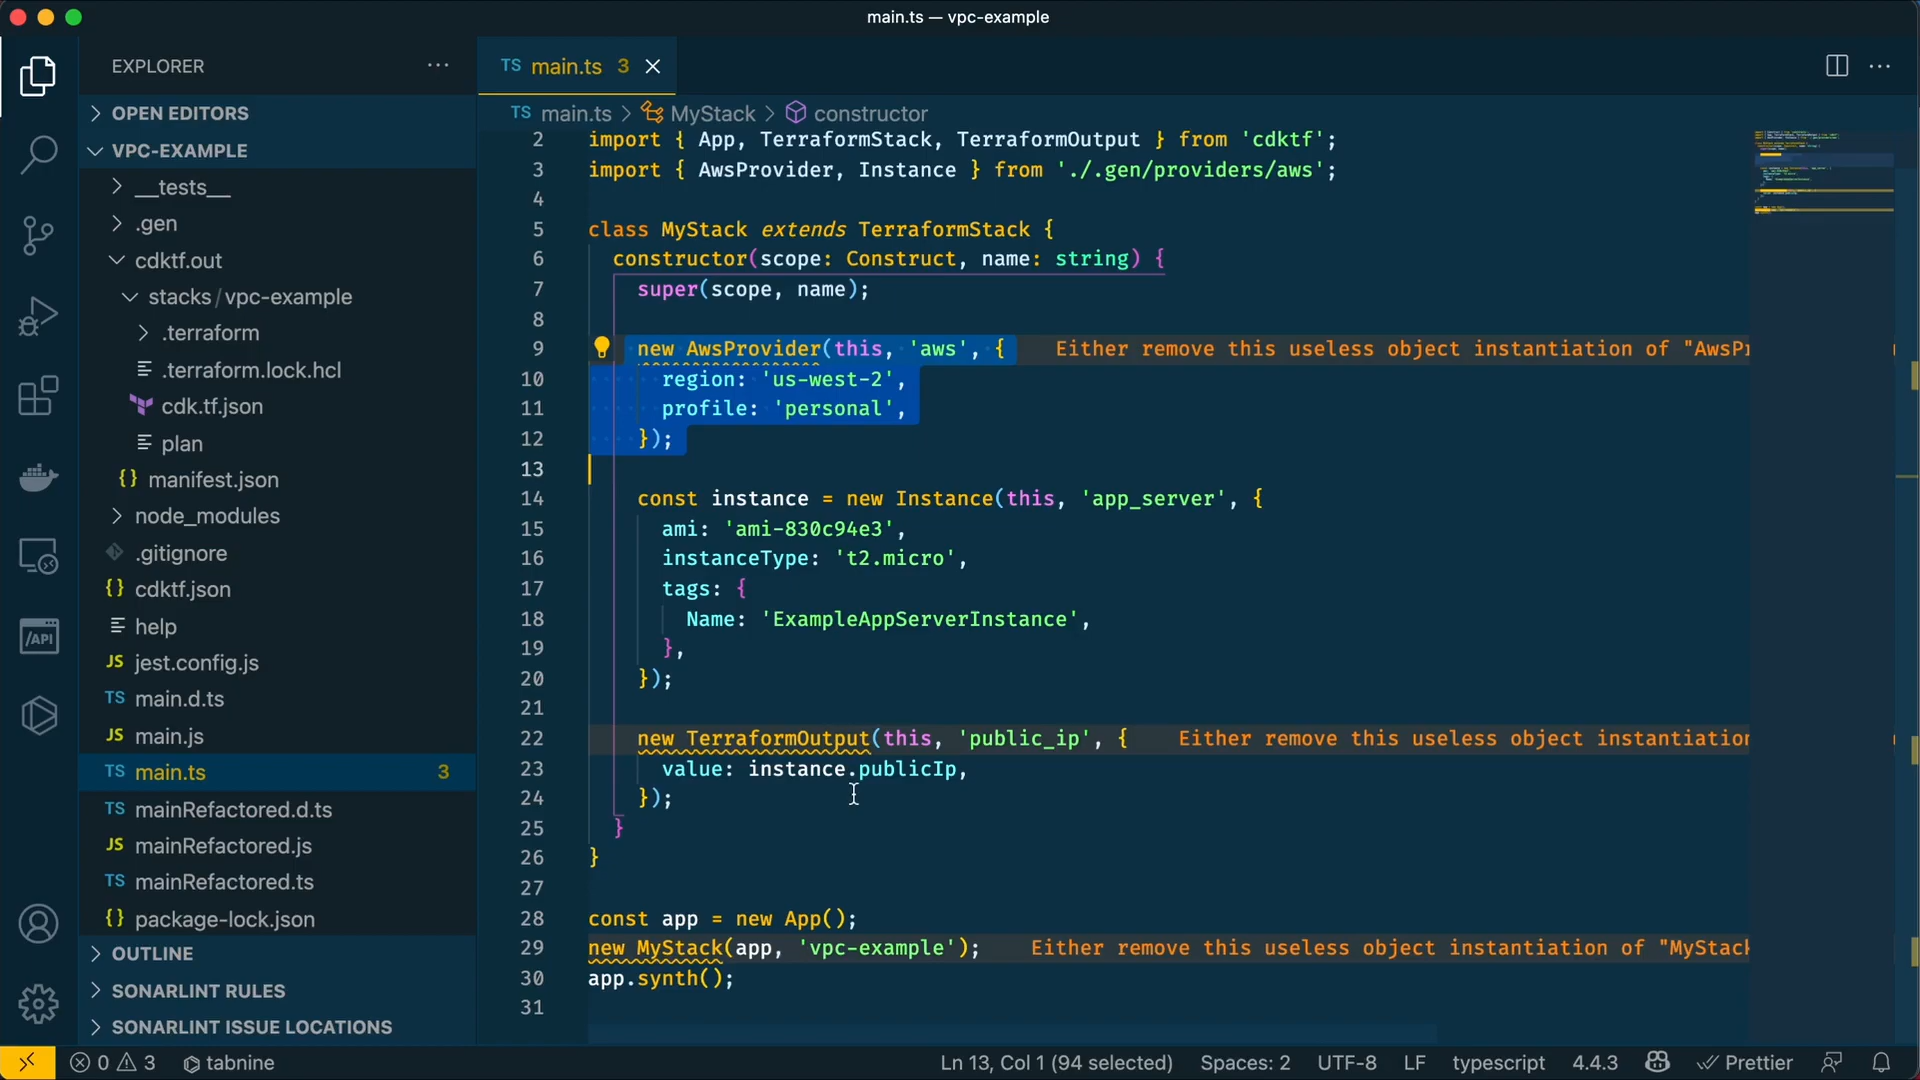 main.ts — vpc-example
EXPLORER
OPEN EDITORS
VPC-EXAMPLE
__tests__
.gen
cdktf.out
stacks/vpc-example
.terraform
.terraform.lock.hcl
cdk.tf.json
plan
{} manifest.json
node_modules
.gitignore
{} cdktf.json
help
JS jest.config.js
TS main.d.ts
JS main.js
TS main.ts 3
TS mainRefactored.d.ts
JS mainRefactored.js
TS mainRefactored.ts
{} package-lock.json
OUTLINE
SONARLINT RULES
SONARLINT ISSUE LOCATIONS
/API
TS main.ts 3
TS main.ts > MyStack > constructor
2 import { App, TerraformStack, TerraformOutput } from 'cdktf';
3 import { AwsProvider, Instance } from './.gen/providers/aws';
4
5 class MyStack extends TerraformStack {
6 constructor(scope: Construct, name: string) {
7 super(scope, name);
8
9 new AwsProvider(this, 'aws', { Either remove this useless object instantiation of "AwsPr
10 region: 'us-west-2',
11 profile: 'personal',
12 });
13
14 const instance = new Instance(this, 'app_server', {
15 ami: 'ami-830c94e3',
16 instanceType: 't2.micro',
17 tags: {
18 Name: 'ExampleAppServerInstance',
19 },
20 });
21
22 new TerraformOutput(this, 'public_ip', { Either remove this useless object instantiation
23 value: instance.publicIp,
24 });
25 }
26 }
27
28 const app = new App();
29 new MyStack(app, 'vpc-example'); Either remove this useless object instantiation of "MyStack
30 app.synth();
31
0 3 tabnine Ln 13, Col 1 (94 selected) Spaces: 2 UTF-8 LF typescript 4.4.3 Prettier